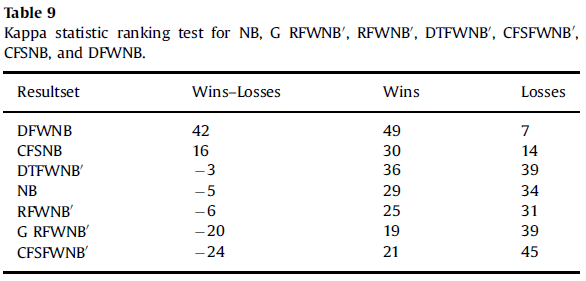 Table 9
Kappa statistic ranking test for NB, G RFWNB′, RFWNB′, DTFWNB′, CFSFWNB′,
CFSNB, and DFWNB.
Resultset Wins–Losses Wins Losses
DFWNB 42 49 7
CFSNB 16 30 14
DTFWNB′ −3 36 39
NB −5 29 34
RFWNB′ −6 25 31
G RFWNB′ −20 19 39
CFSFWNB′ −24 21 45